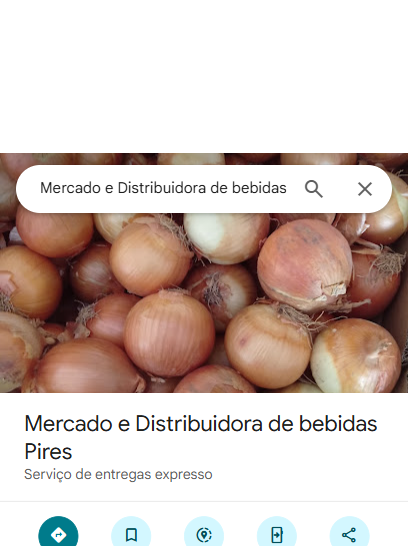 Mercado e Distribuidora de bebidas
Mercado e Distribuidora de bebidas
Pires
Serviço de entregas expresso